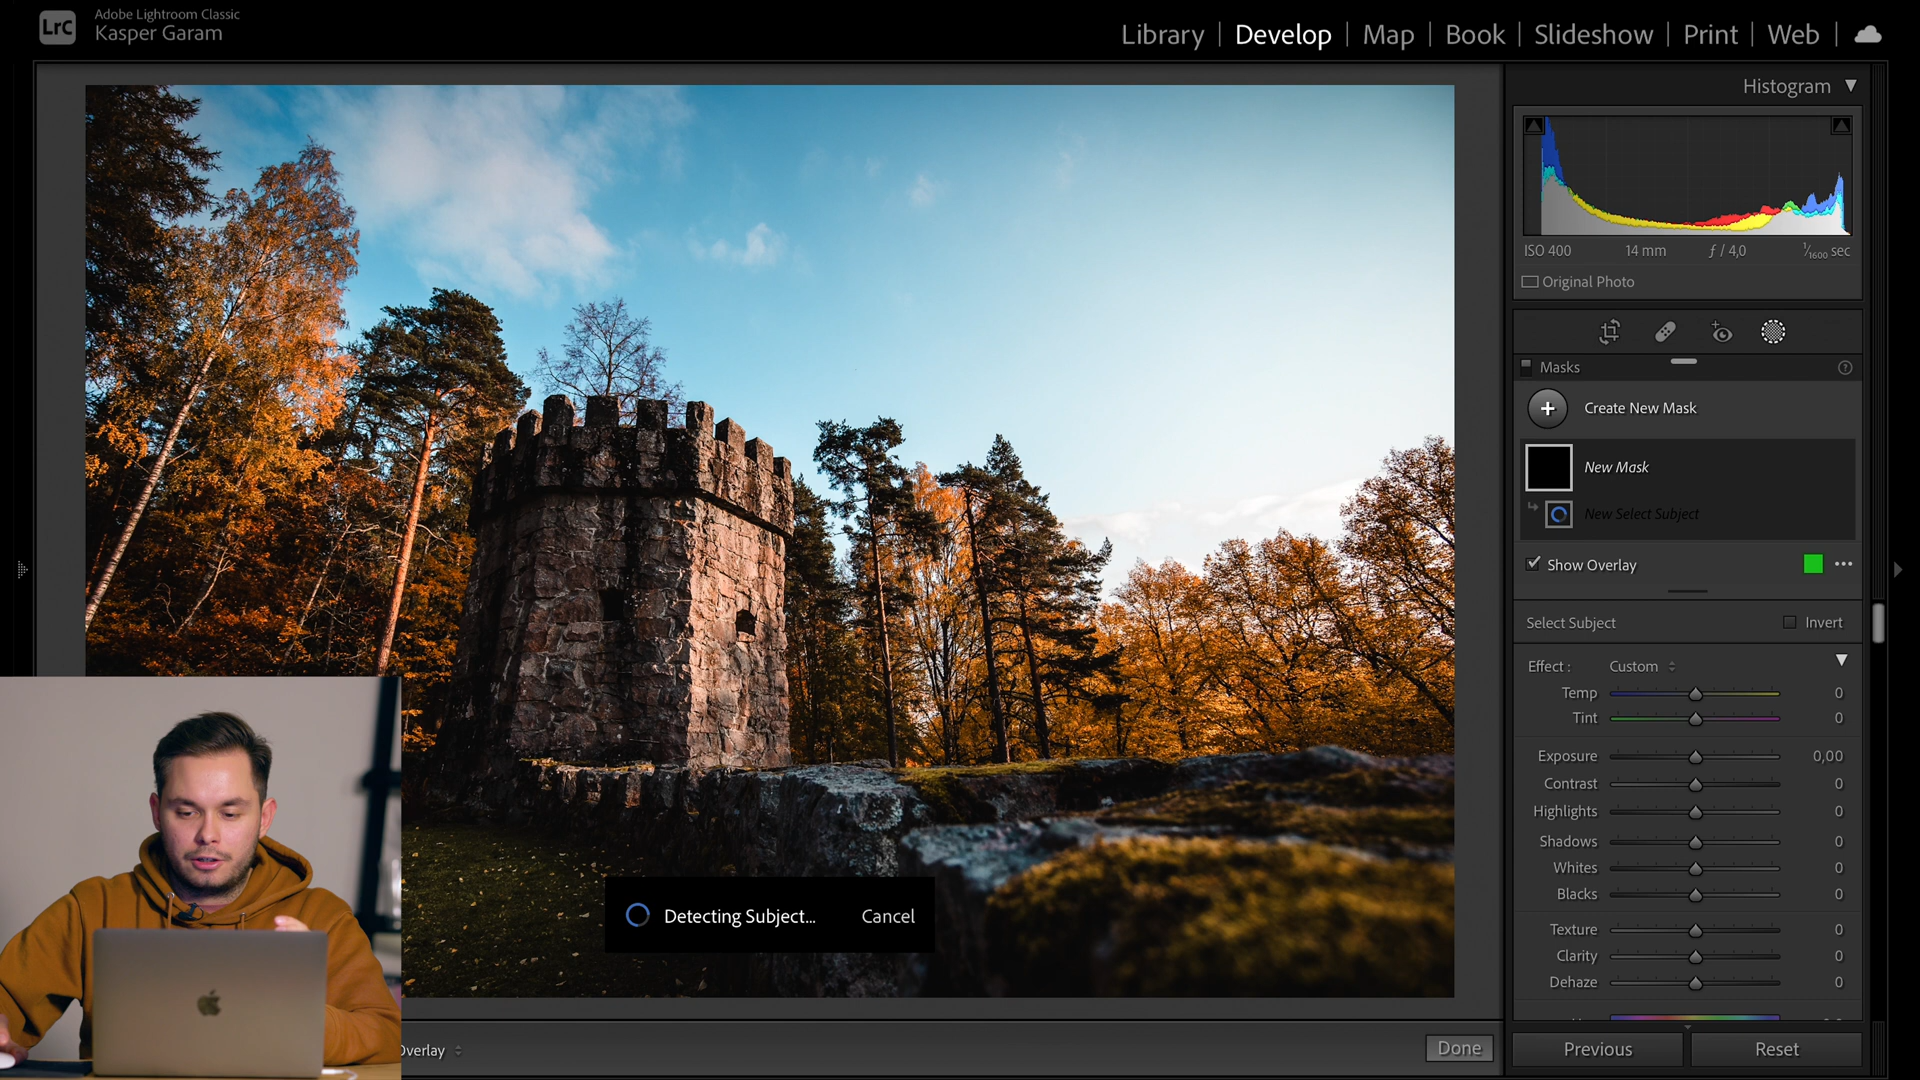 LrC
Adobe Lightroom Classic
Kasper Garam
Library | Develop | Map | Book | Slideshow | Print | Web |
Histogram
ISO 400 14 mm ƒ / 4,0 1/1600 sec
Original Photo
Masks
Create New Mask
New Mask
New Select Subject
Show Overlay
Select Subject Invert
Effect : Custom
Temp 0
Tint 0
Exposure 0,00
Contrast 0
Highlights 0
Shadows 0
Whites 0
Blacks 0
Texture 0
Clarity 0
Dehaze 0
Detecting Subject... Cancel
Overlay
Done
Previous Reset